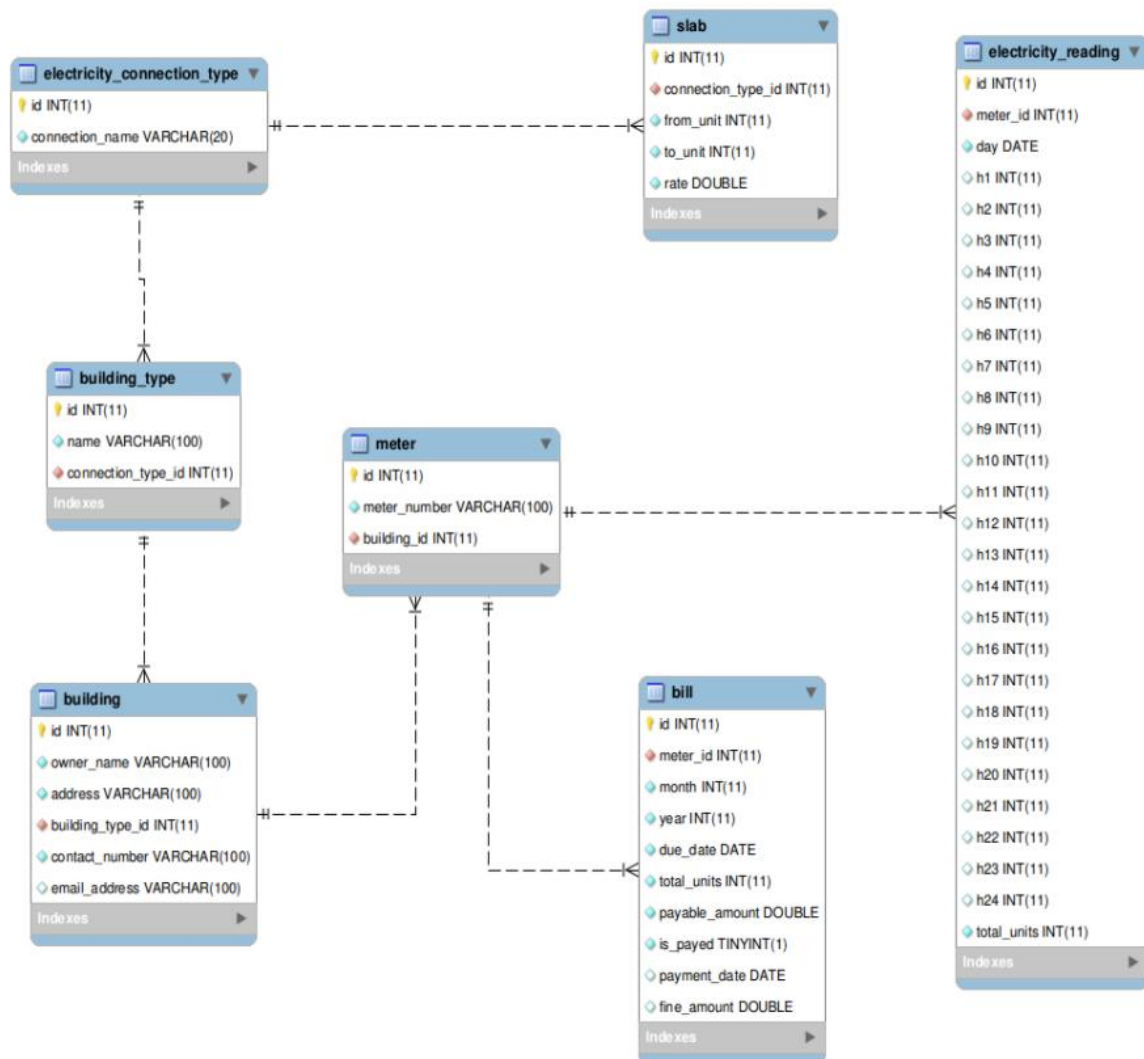 electricity_connection_type
id INT(11)
connection_name VARCHAR(20)
Indexes
slab
id INT(11)
connection_type_id INT(11)
from_unit INT(11)
to_unit INT(11)
rate DOUBLE
Indexes
electricity_reading
id INT(11)
meter_id INT(11)
day DATE
h1 INT(11)
h2 INT(11)
h3 INT(11)
h4 INT(11)
h5 INT(11)
h6 INT(11)
h7 INT(11)
h8 INT(11)
h9 INT(11)
h10 INT(11)
h11 INT(11)
h12 INT(11)
h13 INT(11)
h14 INT(11)
h15 INT(11)
h16 INT(11)
h17 INT(11)
h18 INT(11)
h19 INT(11)
h20 INT(11)
h21 INT(11)
h22 INT(11)
h23 INT(11)
h24 INT(11)
total_units INT(11)
Indexes
building_type
id INT(11)
name VARCHAR(100)
connection_type_id INT(11)
Indexes
meter
id INT(11)
meter_number VARCHAR(100)
building_id INT(11)
Indexes
building
id INT(11)
owner_name VARCHAR(100)
address VARCHAR(100)
building_type_id INT(11)
contact_number VARCHAR(100)
email_address VARCHAR(100)
Indexes
bill
id INT(11)
meter_id INT(11)
month INT(11)
year INT(11)
due_date DATE
total_units INT(11)
payable_amount DOUBLE
is_payed TINYINT(1)
payment_date DATE
fine_amount DOUBLE
Indexes